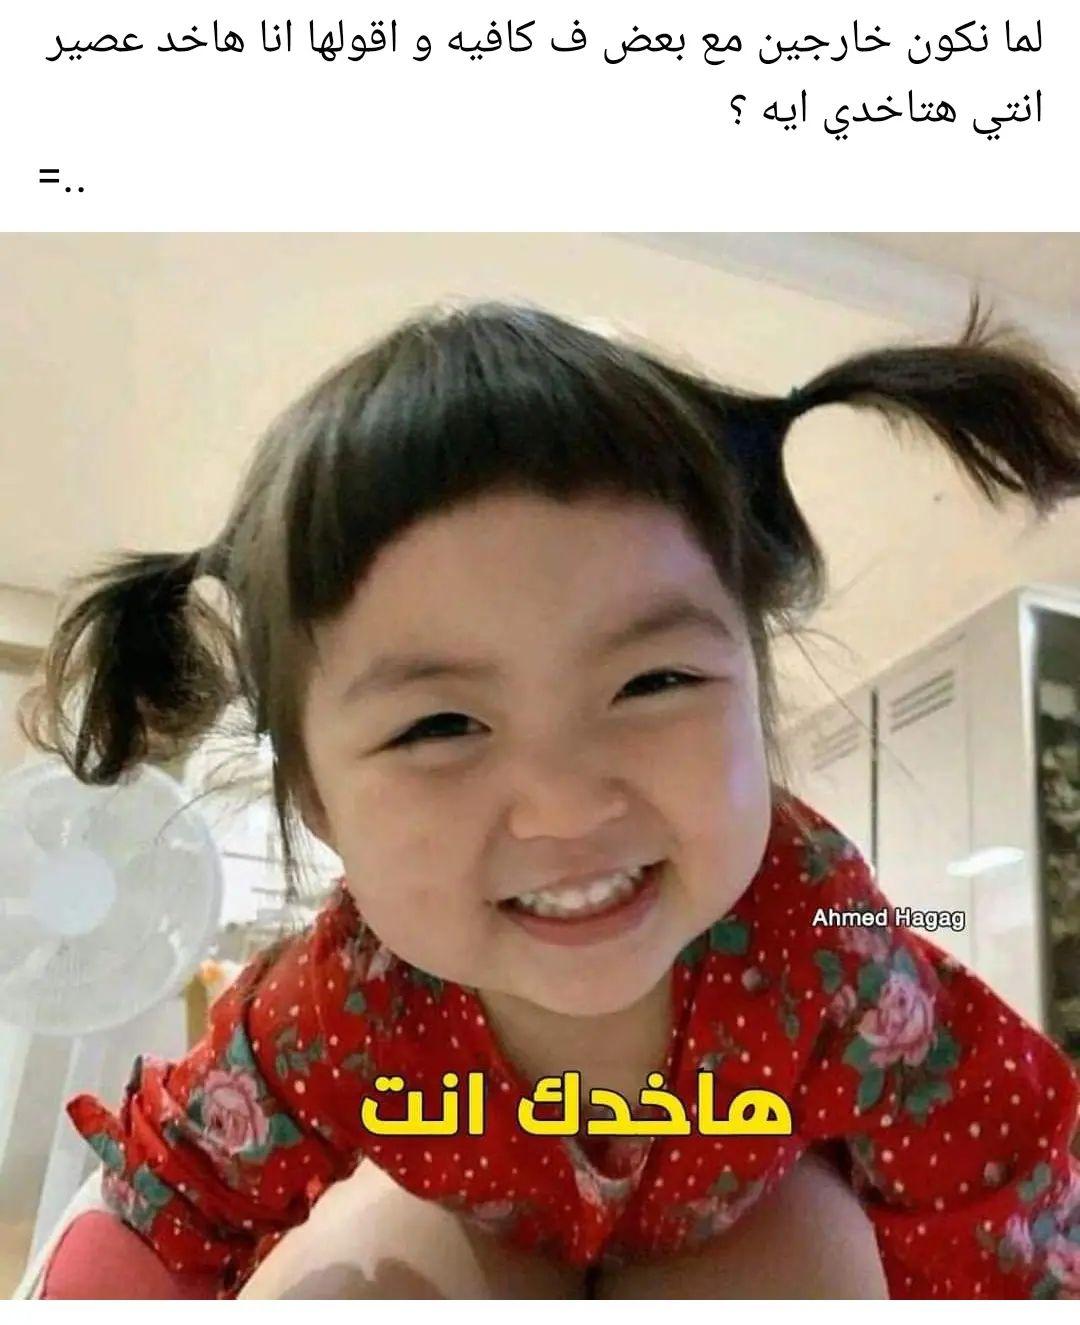 لما نكون خارجين مع بعض ف كافيه و اقولها انا هاخد عصير
انتي هتاخدي ايه ؟
=..
Ahmed Hagag
هاخدك انت